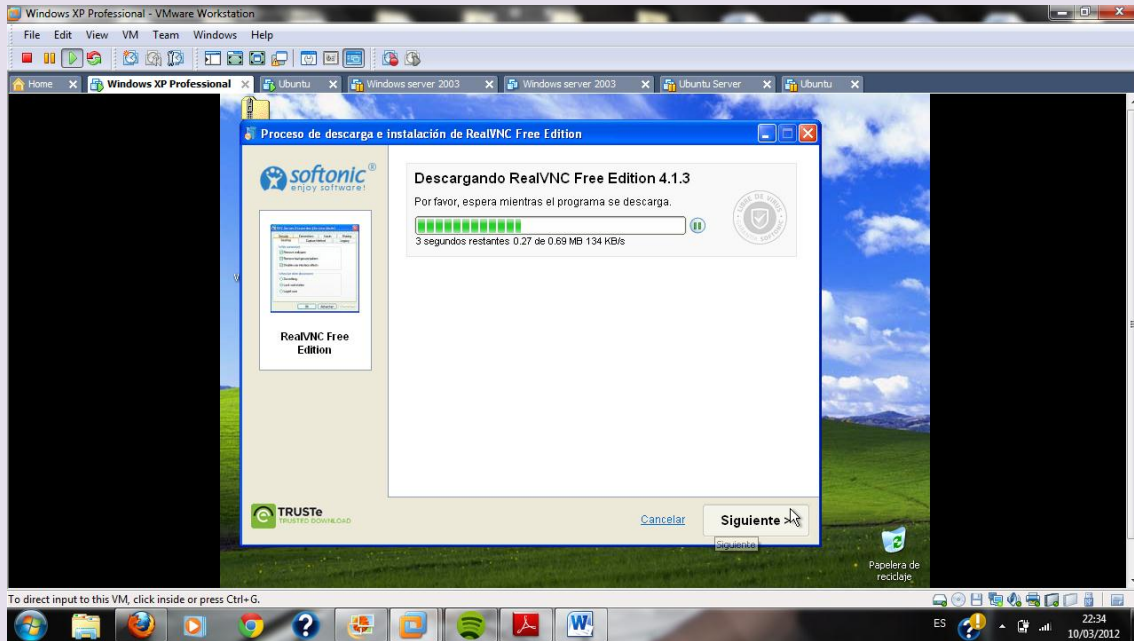 Windows XP Professional - VMware Workstation
File Edit View VM Team Windows Help
Home Windows XP Professional Ubuntu Windows server 2003 Windows server 2003 Ubuntu Server Ubuntu
Proceso de descarga e instalación de RealVNC Free Edition
softonic®
enjoy software!
Descargando RealVNC Free Edition 4.1.3
Por favor, espera mientras el programa se descarga.
3 segundos restantes 0.27 de 0.69 MB 134 KB/s
LIBRE DE VIRUS
RealVNC Free
Edition
TRUSTe
TRUSTED DOWNLOAD
Cancelar
Siguiente >
Siguiente
Papelera de
reciclaje
To direct input to this VM, click inside or press Ctrl+G.
ES
22:34
10/03/2012